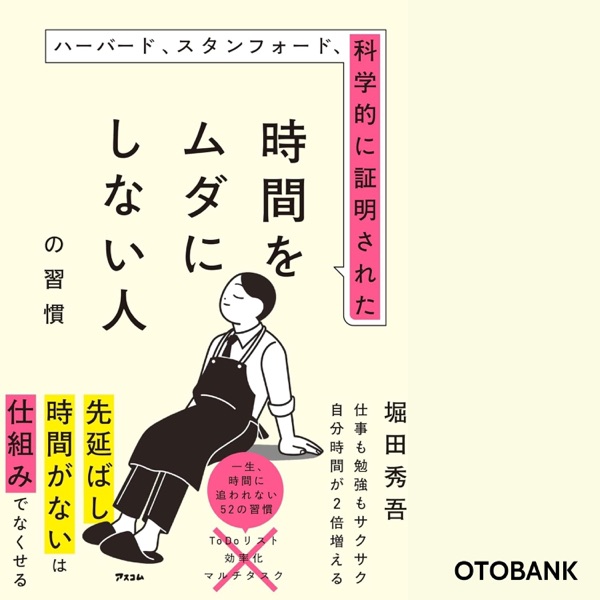 ハーバード、スタンフォード、
科学的に証明された
時間を
ムダに
しない人
の習慣
堀田秀吾
仕事も勉強もサクサク
自分時間が2倍増える
一生、
時間に
追われない
52の習慣
ToDoリスト
効率化
マルチタスク
先延ばし
時間がないは
仕組みでなくせる
アスコム
OTOBANK